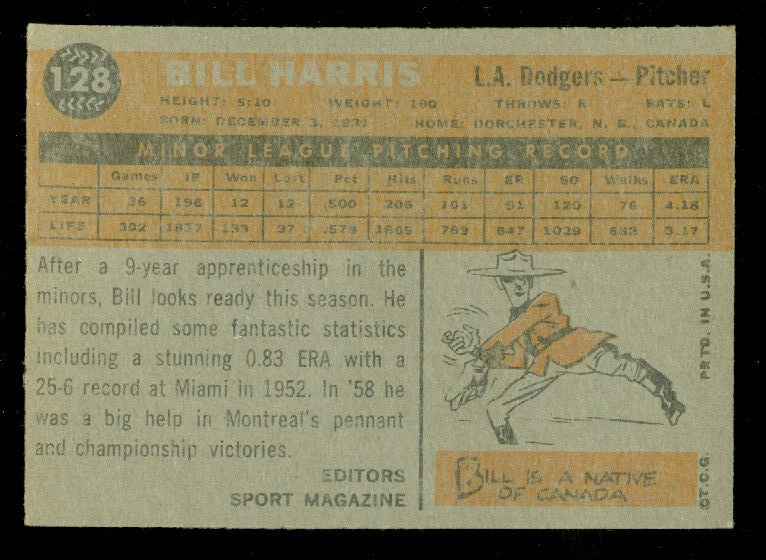 128
BILL HARRIS
L.A. Dodgers — Pitcher
HEIGHT: 5:10 WEIGHT: 180 THROWS: R BATS: L
BORN: DECEMBER 3, 1931 HOME: DORCHESTER, N. B., CANADA
MINOR LEAGUE PITCHING RECORD
Games IP Won Lost Pct Hits Runs ER SO Walks ERA
YEAR 36 196 12 12 .500 206 101 91 120 76 4.18
LIFE 302 1837 133 97 .578 769 647 1029 683 3.17
After a 9-year apprenticeship in the
minors, Bill looks ready this season. He
has compiled some fantastic statistics
including a stunning 0.83 ERA with a
25-6 record at Miami in 1952. In '58 he
was a big help in Montreal's pennant
and championship victories.
EDITORS
SPORT MAGAZINE
BILL IS A NATIVE
OF CANADA
©T.C.G. PRTD. IN U.S.A.